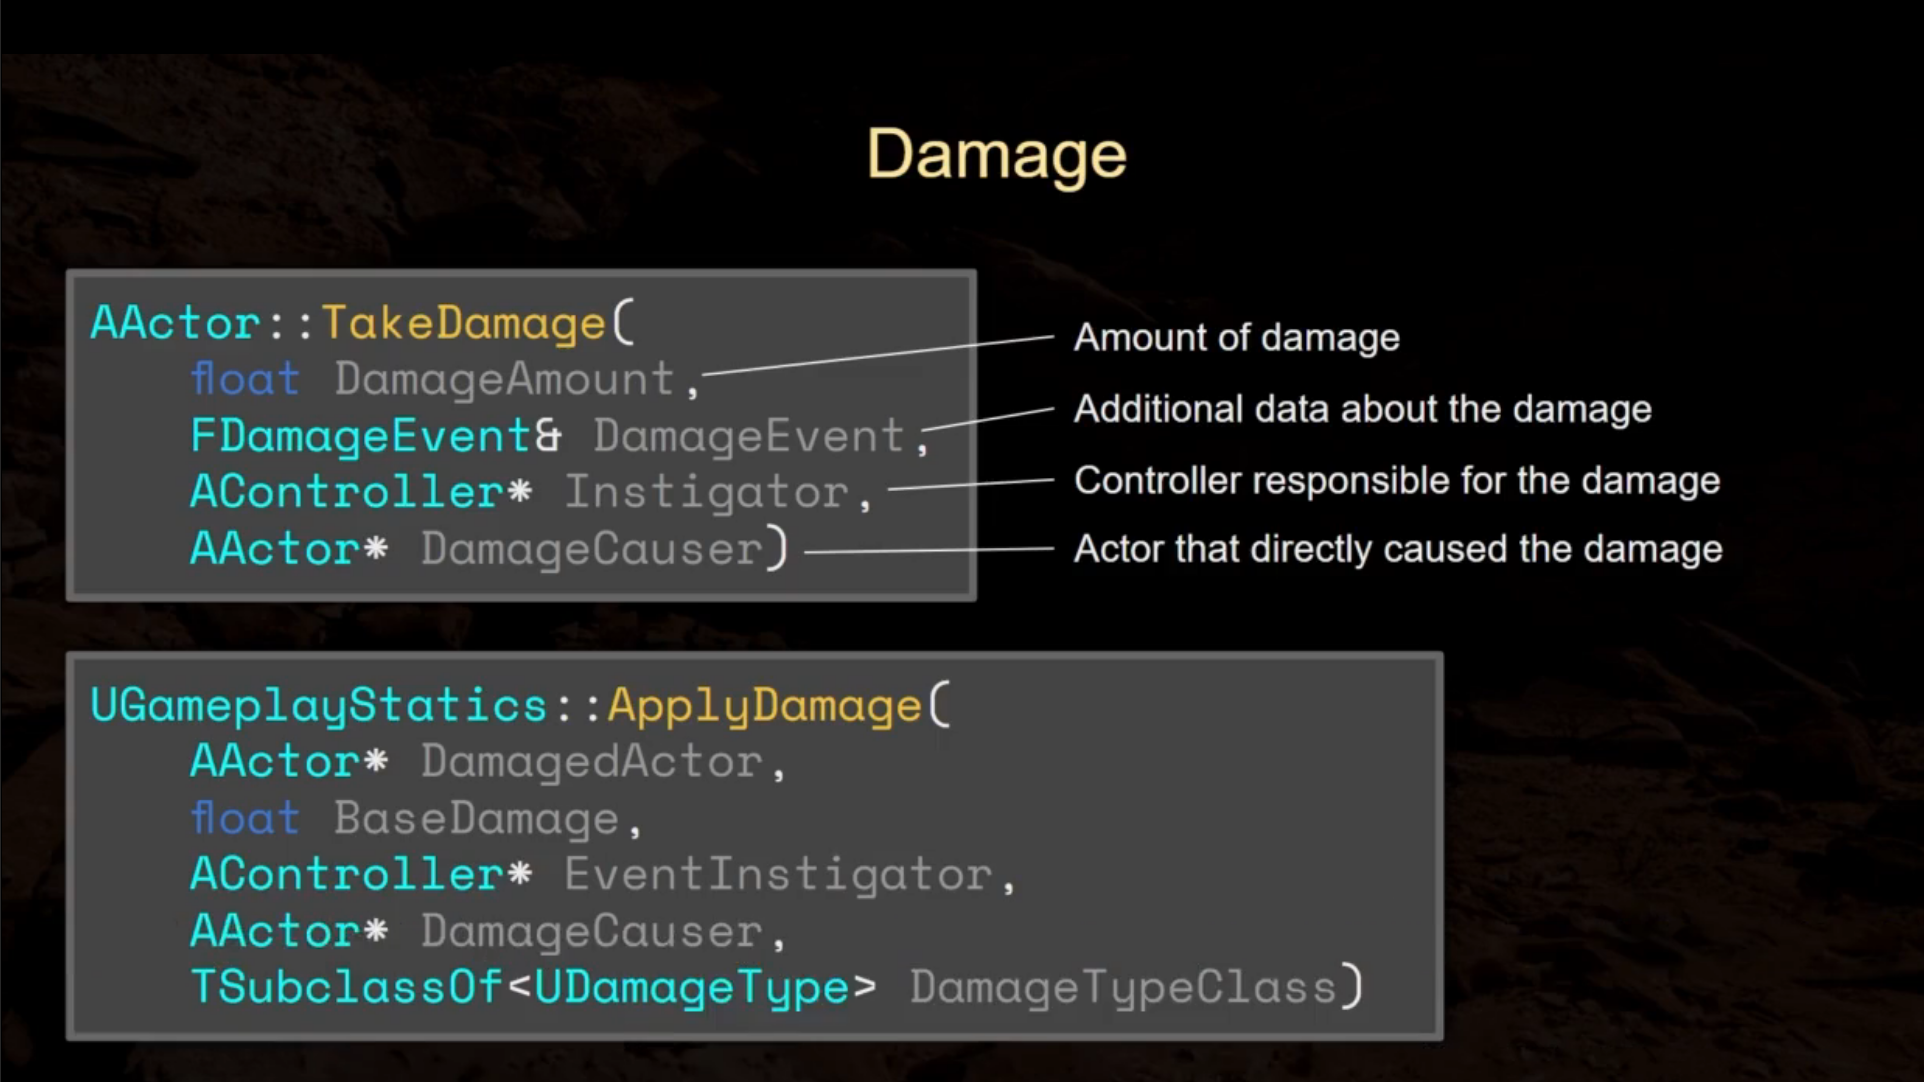 Damage
AActor::TakeDamage(
float DamageAmount,
FDamageEvent& DamageEvent,
AController* Instigator,
AActor* DamageCauser)
Amount of damage
Additional data about the damage
Controller responsible for the damage
Actor that directly caused the damage
UGameplayStatics::ApplyDamage(
AActor* DamagedActor,
float BaseDamage,
AController* EventInstigator,
AActor* DamageCauser,
TSubclassOf<UDamageType> DamageTypeClass)